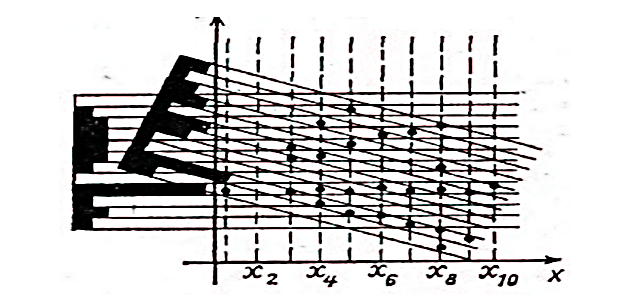 x₂ x₄ x₆ x₈ x₁₀ x